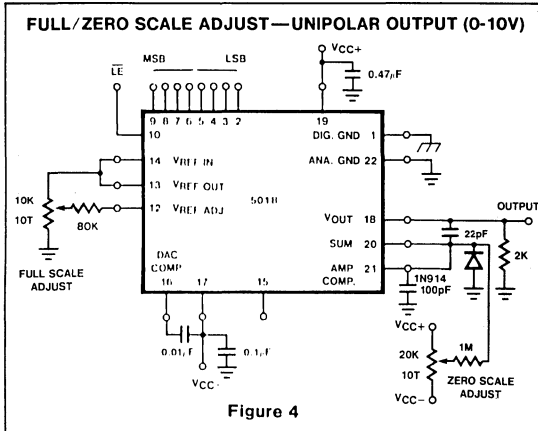 FULL/ZERO SCALE ADJUST—UNIPOLAR OUTPUT (0-10V)
VCC+
0.47µF
LE
MSB
LSB
9 8 7 6 5 4 3 2
19
10
DIG. GND 1
14 VREF IN
ANA. GND 22
13 VREF OUT
5018
10K
10T
80K
12 VREF ADJ
OUTPUT
VOUT 18
22pF
SUM 20
2K
FULL SCALE
ADJUST
DAC
COMP
AMP
COMP.
21
1N914
100pF
16 17 15
0.01µF
0.1µF
VCC-
VCC+
20K
10T
1M
ZERO SCALE
ADJUST
VCC−
Figure 4